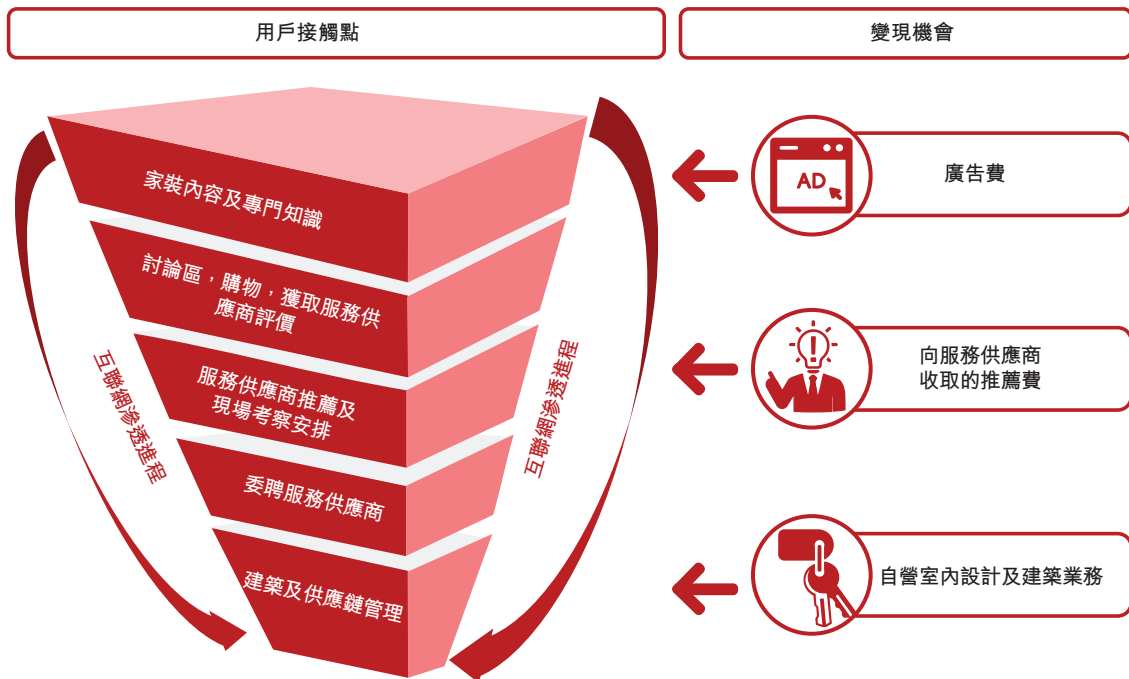 用戶接觸點
變現機會
家裝內容及專門知識
討論區，購物，獲取服務供
應商評價
服務供應商推薦及
現場考察安排
委聘服務供應商
建築及供應鏈管理
互聯網滲透進程
互聯網滲透進程
AD
廣告費
向服務供應商
收取的推薦費
自營室內設計及建築業務